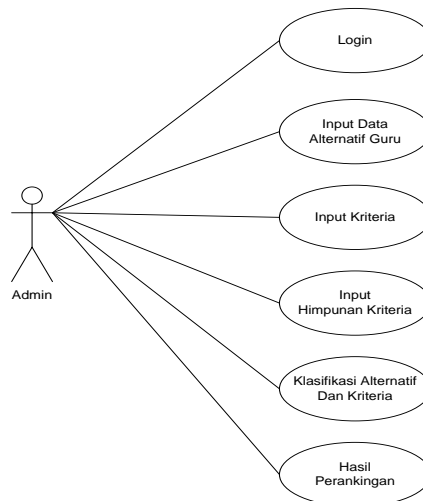 Login
Input Data
Alternatif Guru
Input Kriteria
Admin
Input
Himpunan Kriteria
Klasifikasi Alternatif
Dan Kriteria
Hasil
Perankingan